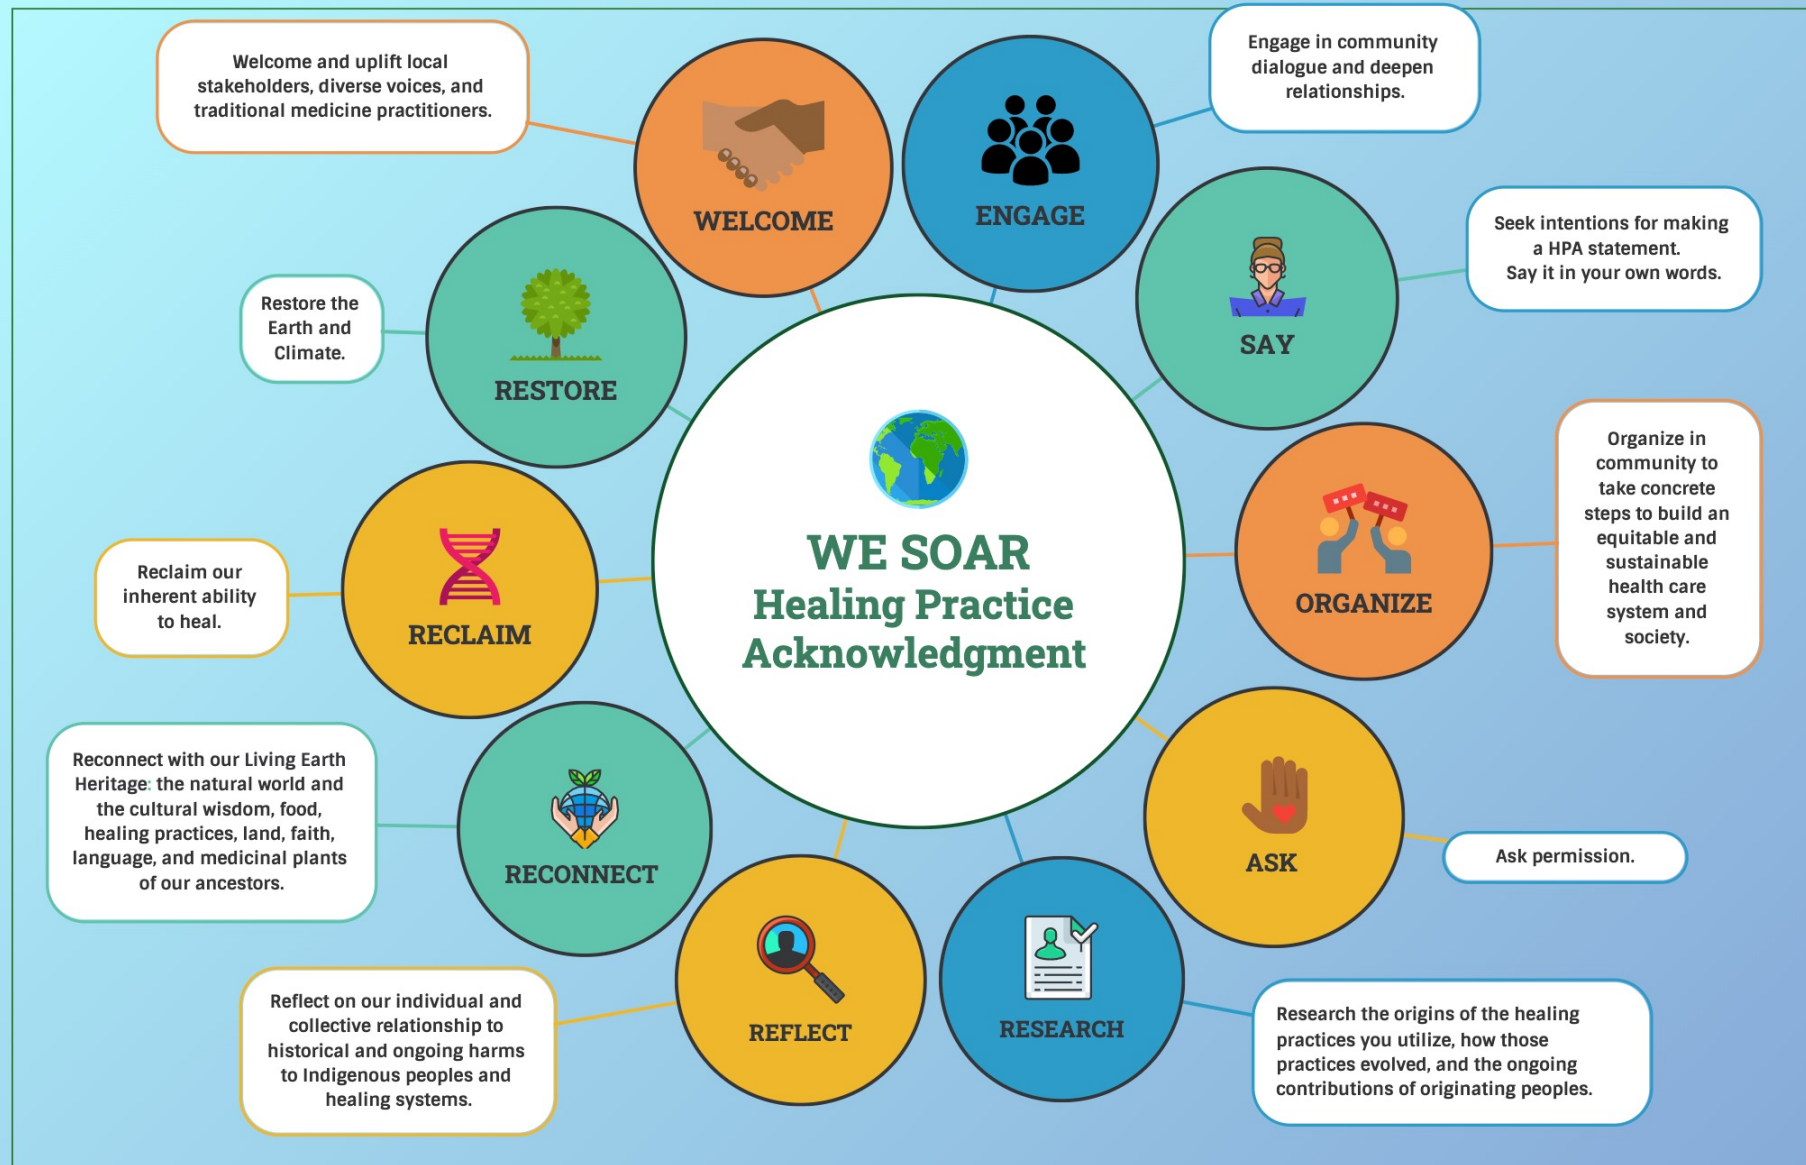 WE SOAR
Healing Practice
Acknowledgment
WELCOME
Welcome and uplift local
stakeholders, diverse voices, and
traditional medicine practitioners.
ENGAGE
Engage in community
dialogue and deepen
relationships.
SAY
Seek intentions for making
a HPA statement.
Say it in your own words.
ORGANIZE
Organize in
community to
take concrete
steps to build an
equitable and
sustainable
health care
system and
society.
ASK
Ask permission.
RESEARCH
Research the origins of the healing
practices you utilize, how those
practices evolved, and the ongoing
contributions of originating peoples.
REFLECT
Reflect on our individual and
collective relationship to
historical and ongoing harms
to Indigenous peoples and
healing systems.
RECONNECT
Reconnect with our Living Earth
Heritage: the natural world and
the cultural wisdom, food,
healing practices, land, faith,
language, and medicinal plants
of our ancestors.
RECLAIM
Reclaim our
inherent ability
to heal.
RESTORE
Restore the
Earth and
Climate.